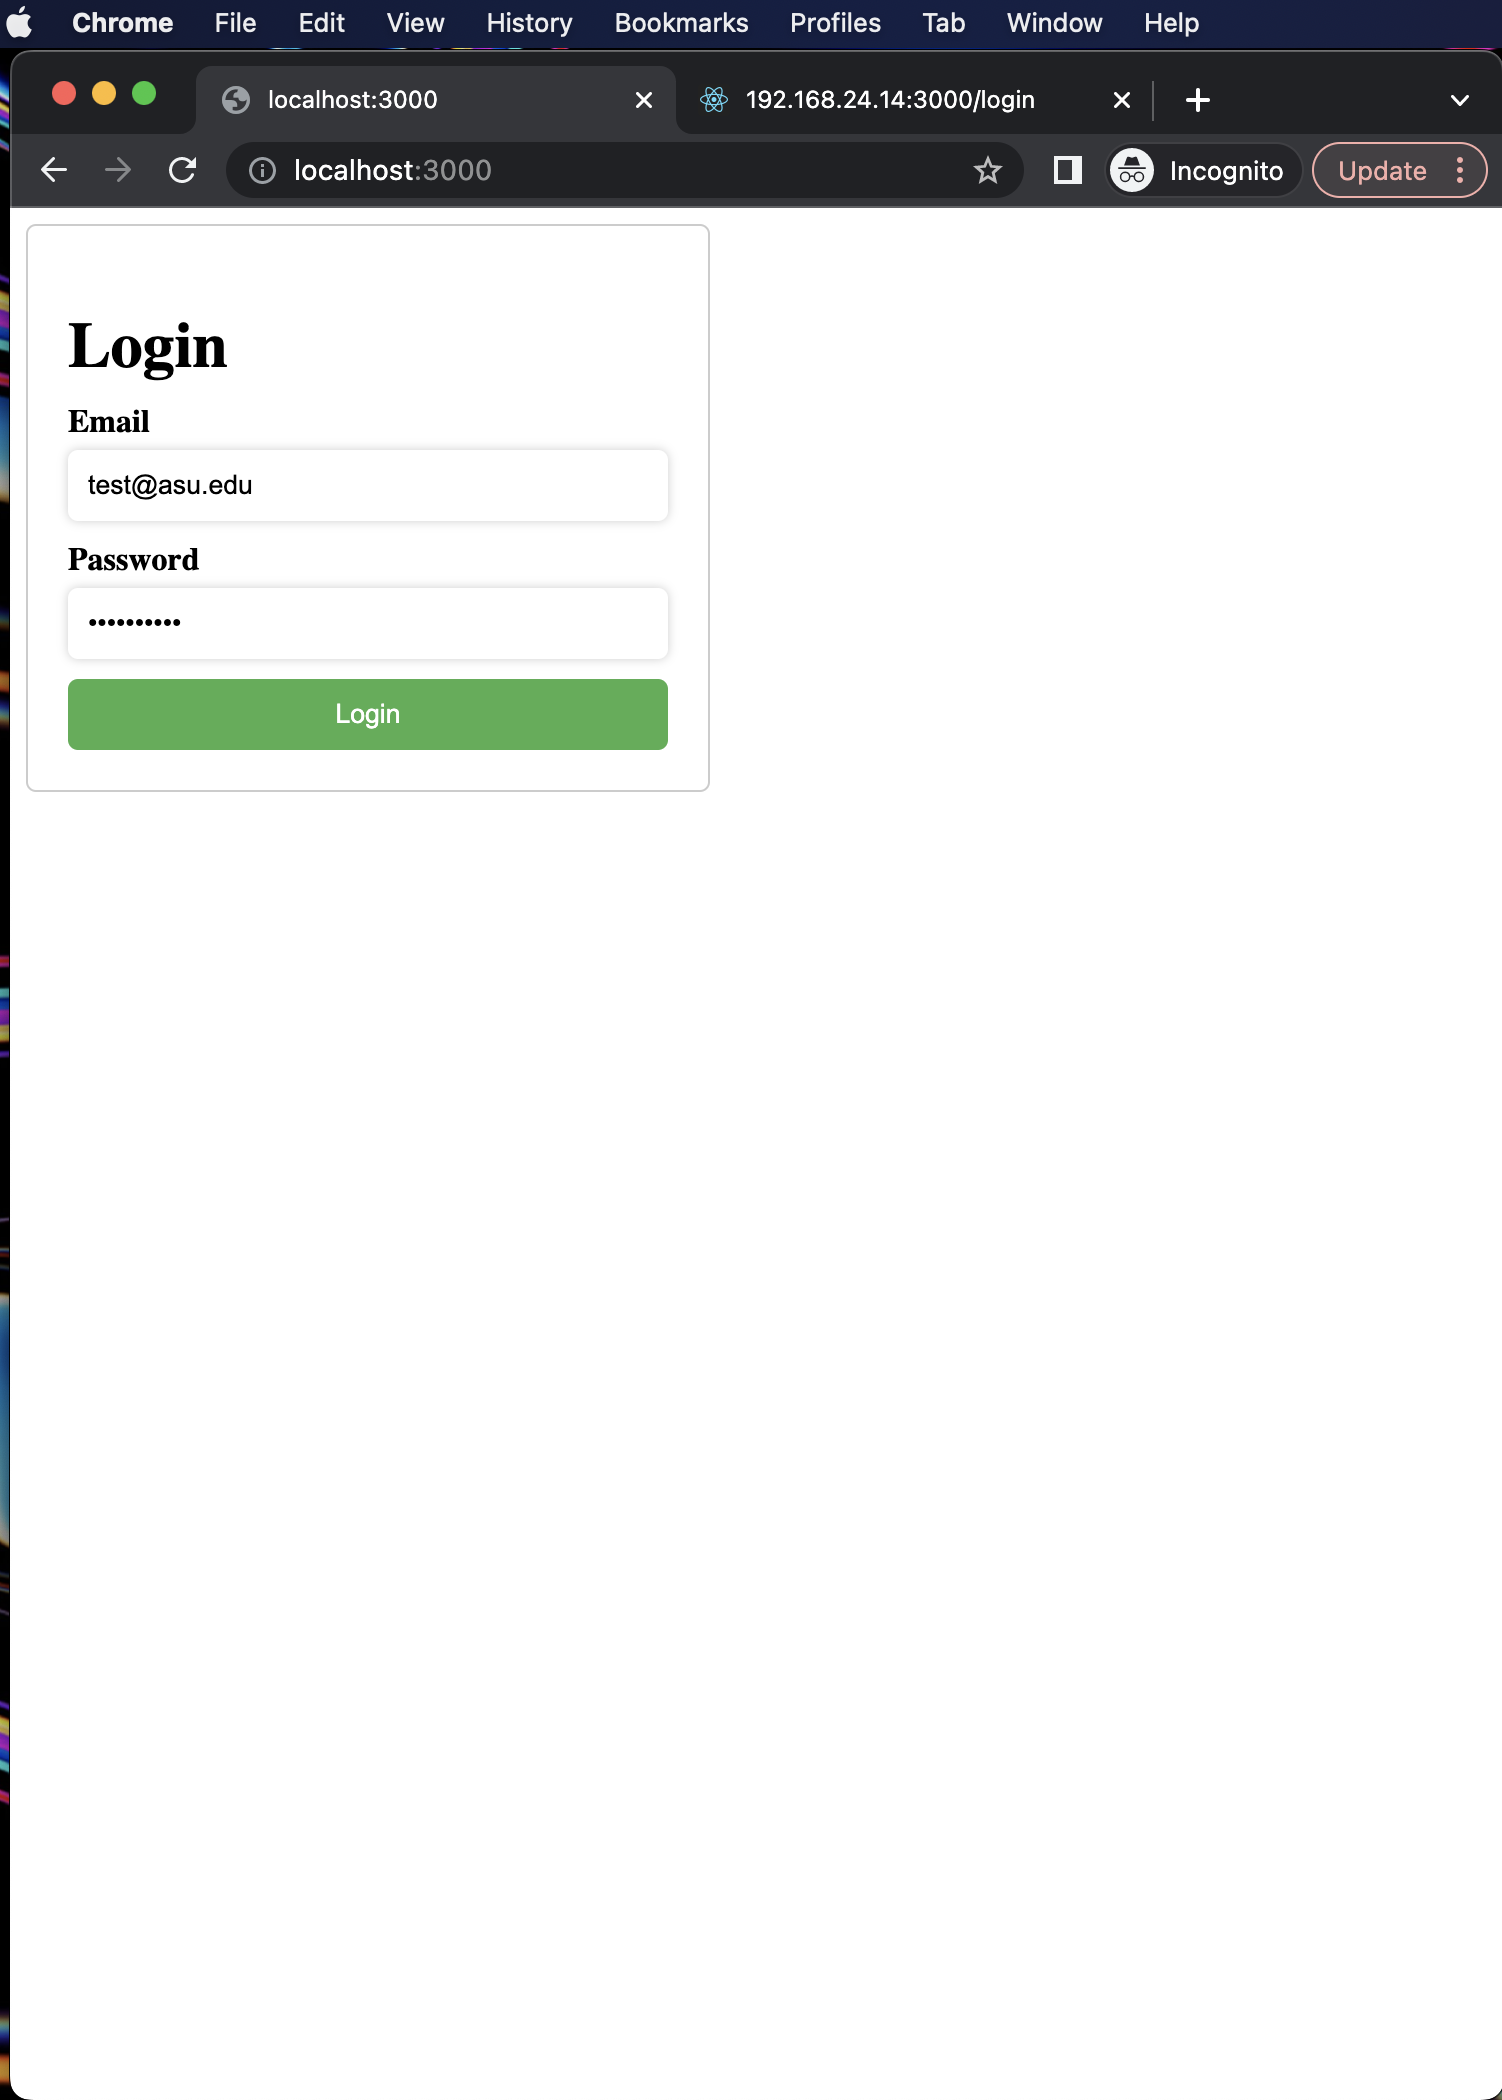 Chrome File Edit View History Bookmarks Profiles Tab Window Help
localhost:3000 192.168.24.14:3000/login
localhost:3000 Incognito Update
Login
Email
test@asu.edu
Password
••••••••••
Login